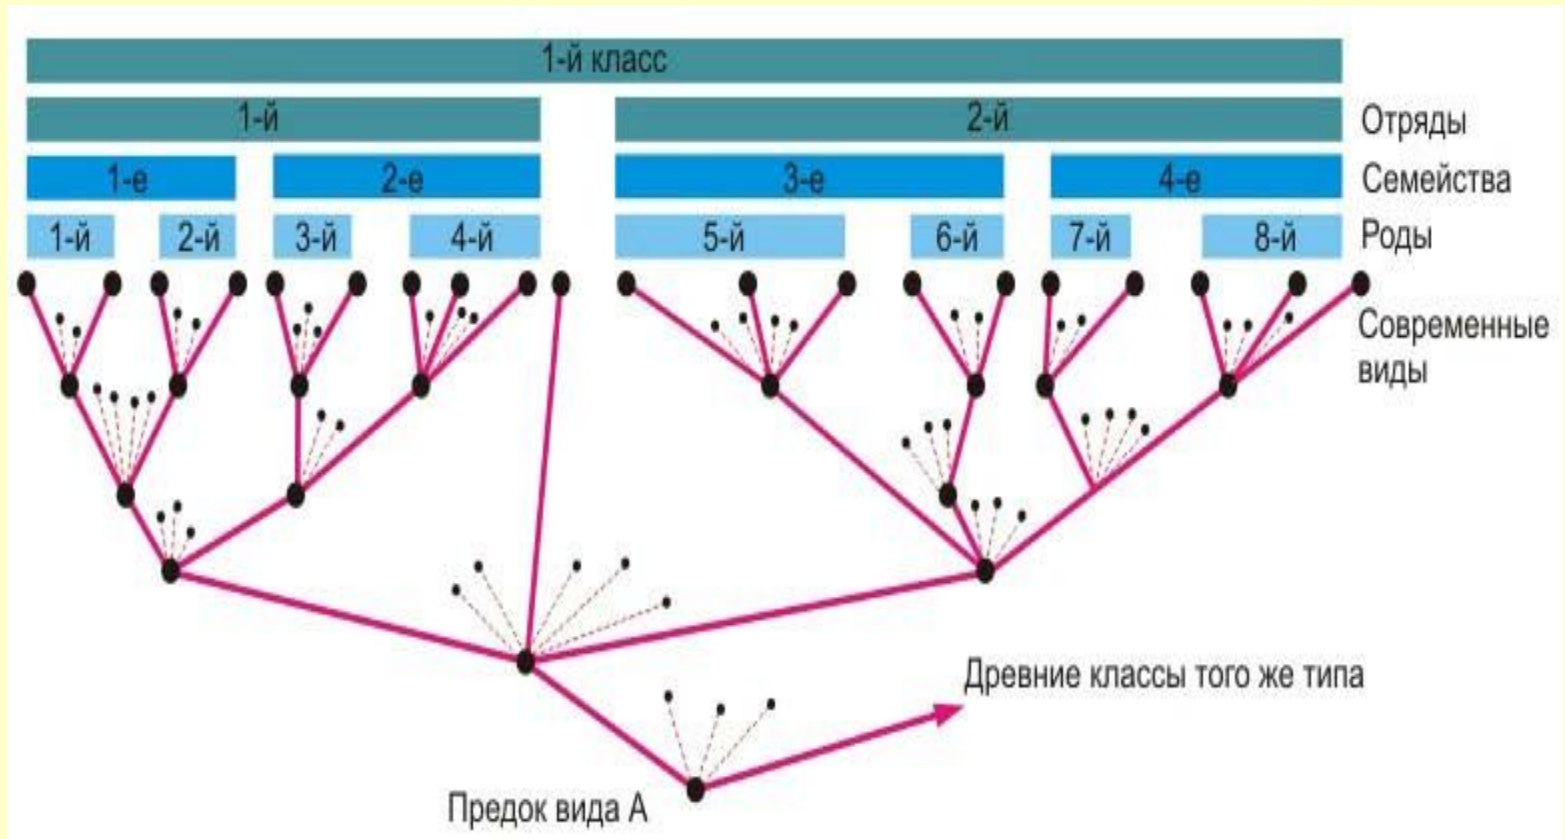 1-й класс
1-й 2-й Отряды
1-е 2-е 3-е 4-е Семейства
1-й 2-й 3-й 4-й 5-й 6-й 7-й 8-й Роды
Современные
виды
Древние классы того же типа
Предок вида А